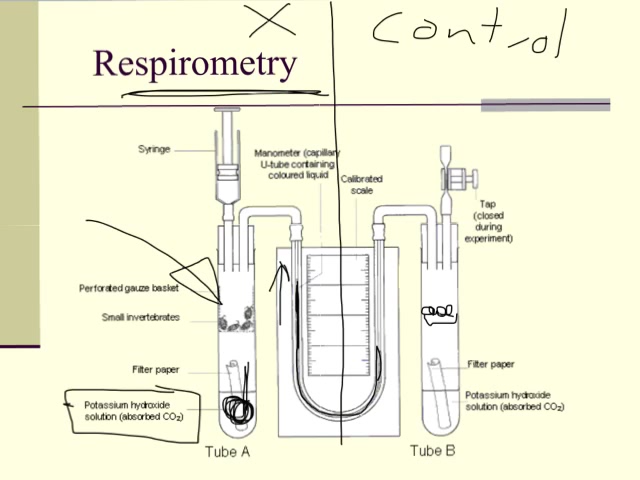 X
Control
Respirometry
Syringe
Manometer (capillary
U-tube containing
coloured liquid
Calibrated
scale
Tap
(closed
during
experiment)
Perforated gauze basket
Small invertebrates
Filter paper
Potassium hydroxide
solution (absorbed CO₂)
Filter paper
Potassium hydroxide
solution (absorbed CO₂)
Tube A
Tube B